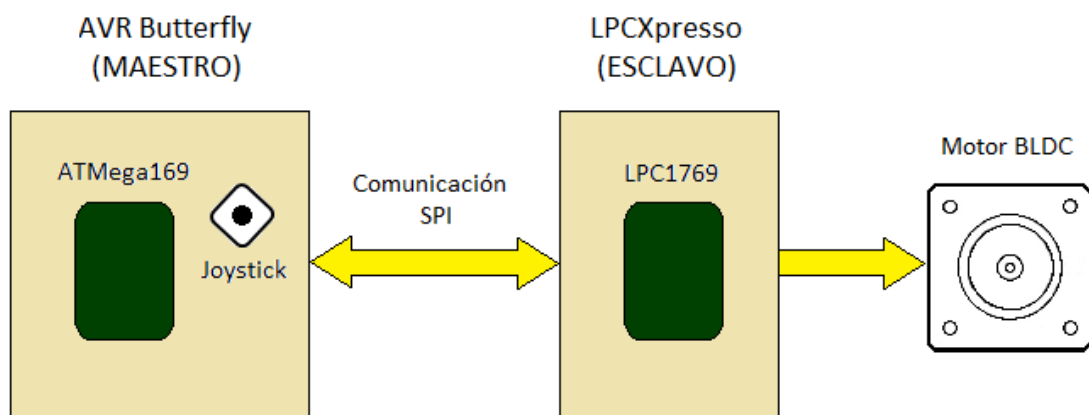 AVR Butterfly
(MAESTRO)
LPCXpresso
(ESCLAVO)
ATMega169
Joystick
Comunicación
SPI
LPC1769
Motor BLDC